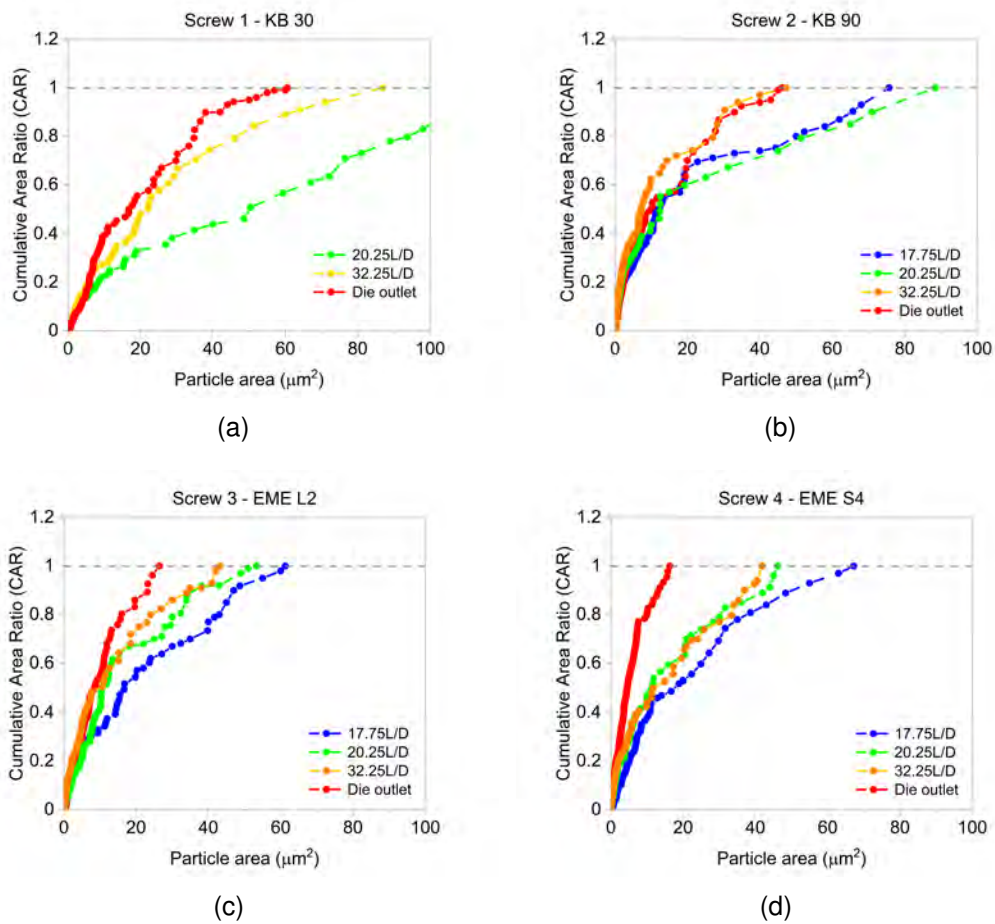 Screw 1 - KB 30
Cumulative Area Ratio (CAR)
1.2
1
0.8
0.6
0.4
0.2
0
0 20 40 60 80 100
20.25L/D
32.25L/D
Die outlet
Particle area (μm²)
(a)
Screw 2 - KB 90
Cumulative Area Ratio (CAR)
1.2
1
0.8
0.6
0.4
0.2
0
0 20 40 60 80 100
17.75L/D
20.25L/D
32.25L/D
Die outlet
Particle area (μm²)
(b)
Screw 3 - EME L2
Cumulative Area Ratio (CAR)
1.2
1
0.8
0.6
0.4
0.2
0
0 20 40 60 80 100
17.75L/D
20.25L/D
32.25L/D
Die outlet
Particle area (μm²)
(c)
Screw 4 - EME S4
Cumulative Area Ratio (CAR)
1.2
1
0.8
0.6
0.4
0.2
0
0 20 40 60 80 100
17.75L/D
20.25L/D
32.25L/D
Die outlet
Particle area (μm²)
(d)